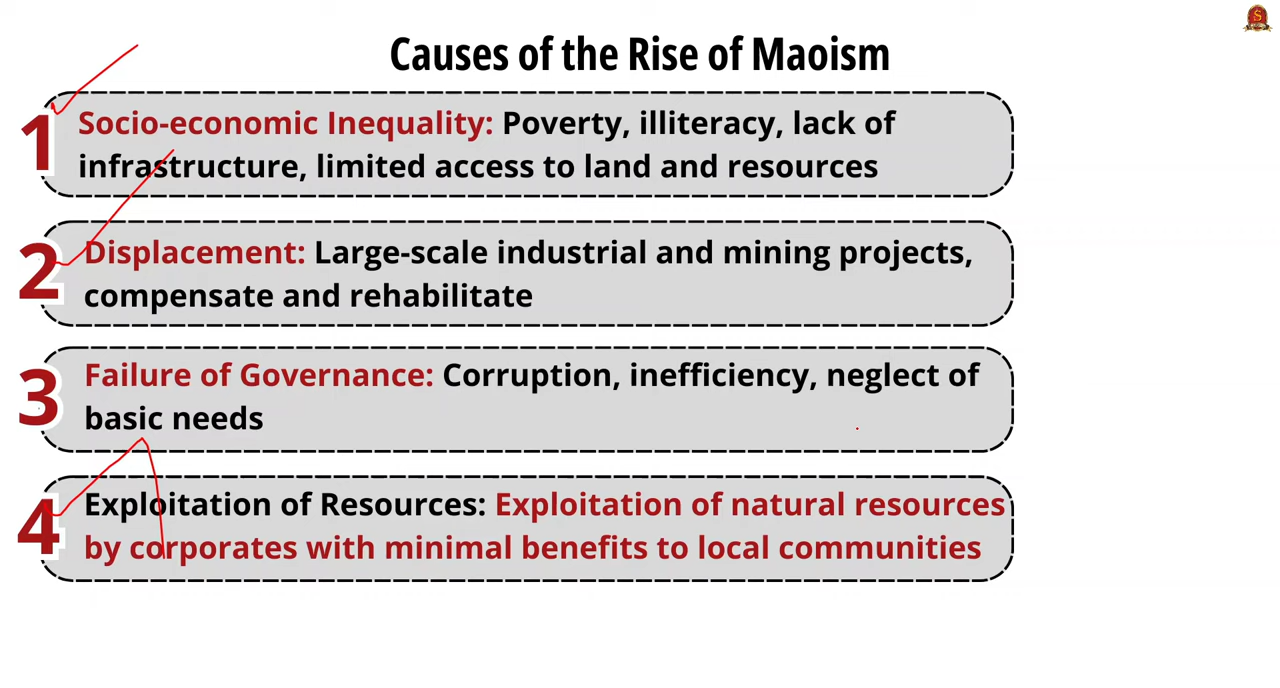 Causes of the Rise of Maoism
1 Socio-economic Inequality: Poverty, illiteracy, lack of
infrastructure, limited access to land and resources
2 Displacement: Large-scale industrial and mining projects,
compensate and rehabilitate
3 Failure of Governance: Corruption, inefficiency, neglect of
basic needs
4 Exploitation of Resources: Exploitation of natural resources
by corporates with minimal benefits to local communities